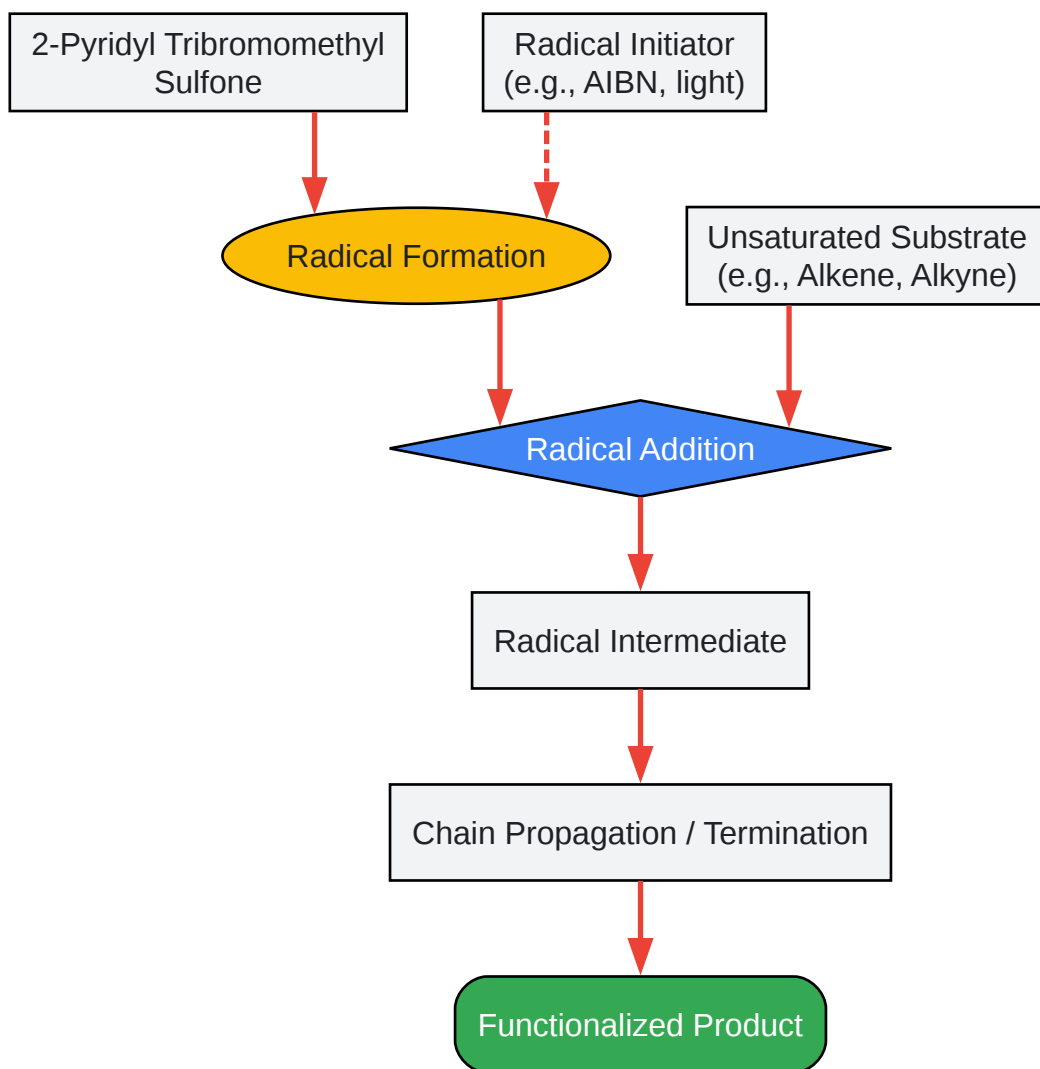 2-Pyridyl Tribromomethyl
Sulfone
Radical Initiator
(e.g., AIBN, light)
Radical Formation
Unsaturated Substrate
(e.g., Alkene, Alkyne)
Radical Addition
Radical Intermediate
Chain Propagation / Termination
Functionalized Product